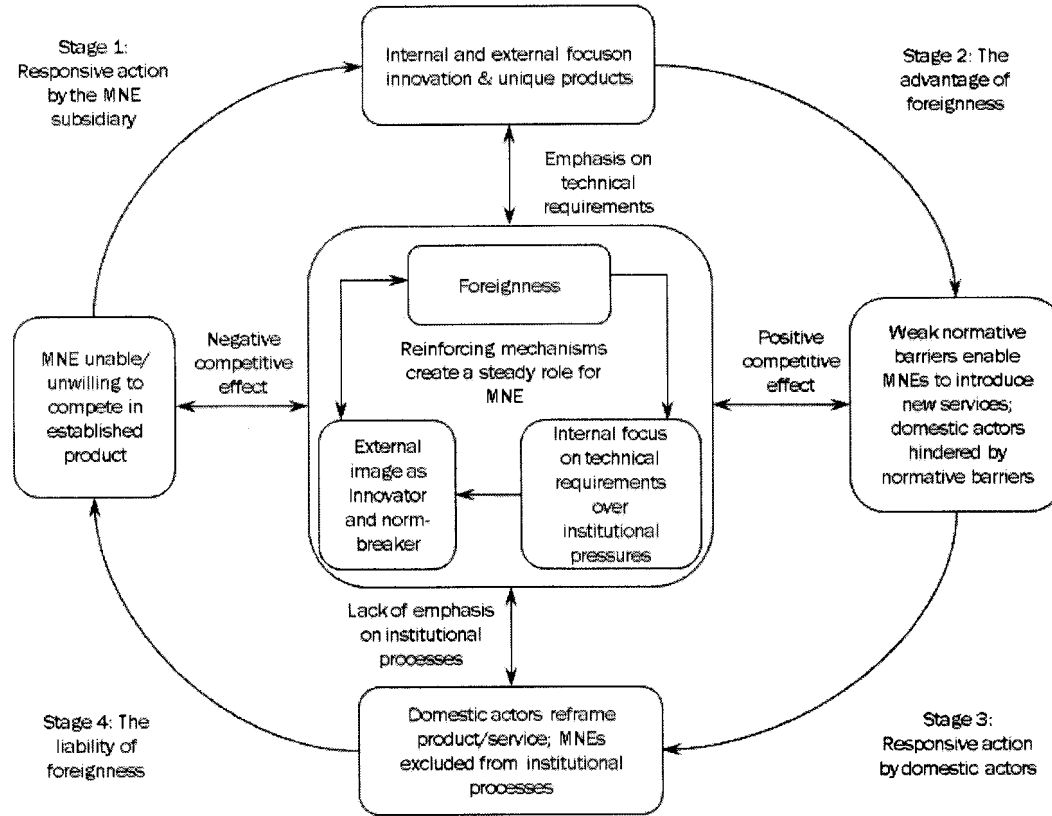 Stage 1:
Responsive action
by the MNE
subsidiary
Internal and external focuson
innovation & unique products
Stage 2: The
advantage of
foreignness
Emphasis on
technical
requirements
Foreignness
Reinforcing mechanisms
create a steady role for
MNE
External
image as
Innovator
and norm-
breaker
Internal focus
on technical
requirements
over
institutional
pressures
MNE unable/
unwilling to
compete in
established
product
Negative
competitive
effect
Positive
competitive
effect
Weak normative
barriers enable
MNEs to introduce
new services;
domestic actors
hindered by
normative barriers
Lack of emphasis
on institutional
processes
Stage 4: The
liability of
foreignness
Domestic actors reframe
product/service; MNEs
excluded from institutional
processes
Stage 3:
Responsive action
by domestic actors